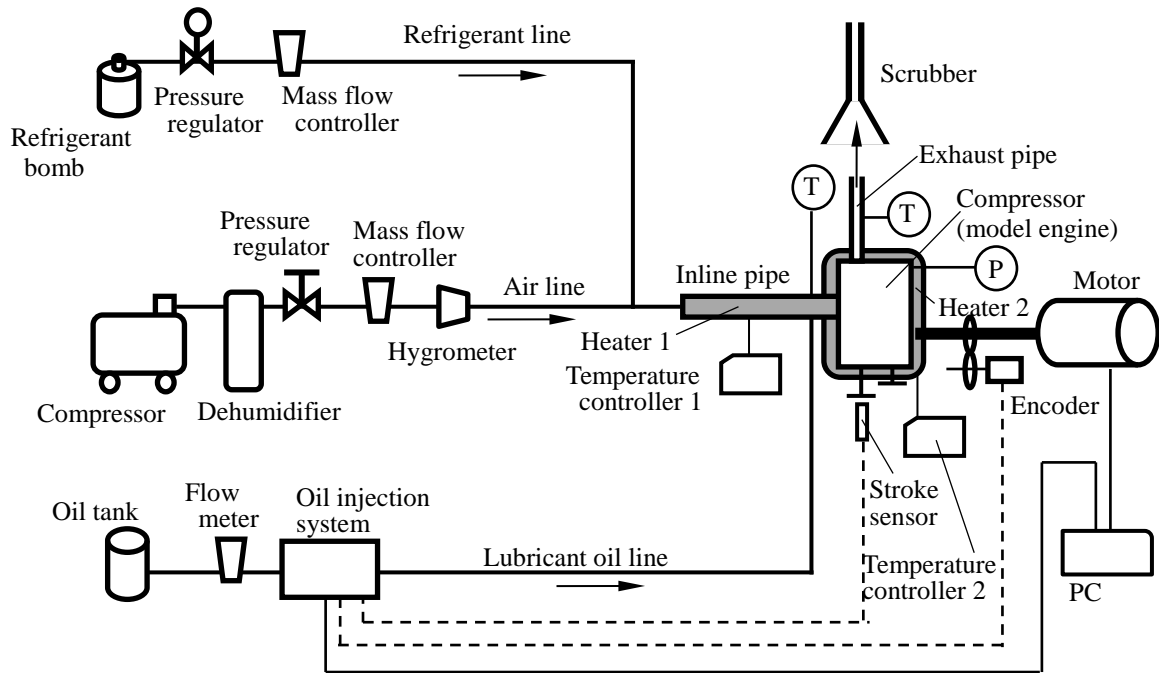 Refrigerant line
Scrubber
Pressure
regulator
Mass flow
controller
Refrigerant
bomb
Exhaust pipe
T
T
Compressor
(model engine)
Pressure
regulator
Mass flow
controller
Inline pipe
P
Motor
Air line
Heater 2
Heater 1
Hygrometer
Temperature
controller 1
Compressor
Dehumidifier
Encoder
Stroke
sensor
Oil tank
Flow
meter
Oil injection
system
Lubricant oil line
Temperature
controller 2
PC